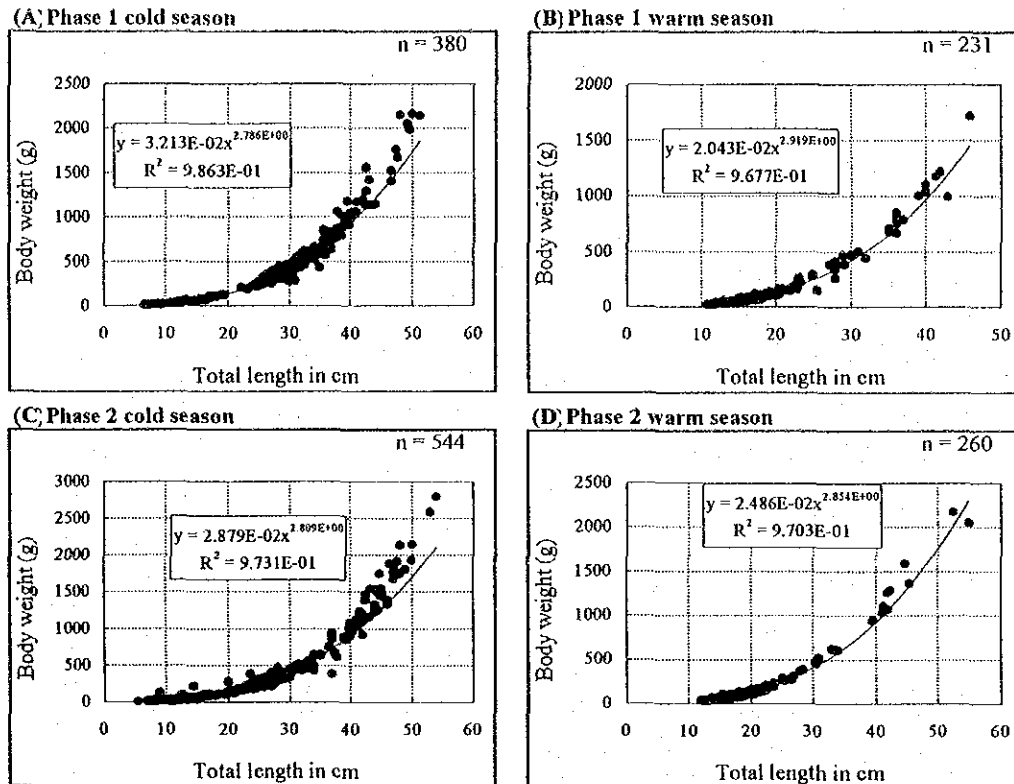 (A) Phase 1 cold season
n = 380
2500
2000
1500
1000
500
0
y = 3.213E-02x^2.786E+00
R² = 9.863E-01
Body weight (g)
0 10 20 30 40 50 60
Total length in cm
(B) Phase 1 warm season
n = 231
2000
1500
1000
500
0
y = 2.043E-02x^2.919E+00
R² = 9.677E-01
Body weight (g)
0 10 20 30 40 50
Total length in cm
(C) Phase 2 cold season
n = 544
3000
2500
2000
1500
1000
500
0
y = 2.879E-02x^2.809E+00
R² = 9.731E-01
Body weight (g)
0 10 20 30 40 50 60
Total length in cm
(D) Phase 2 warm season
n = 260
2500
2000
1500
1000
500
0
y = 2.486E-02x^2.854E+00
R² = 9.703E-01
Body weight (g)
0 10 20 30 40 50 60
Total length in cm